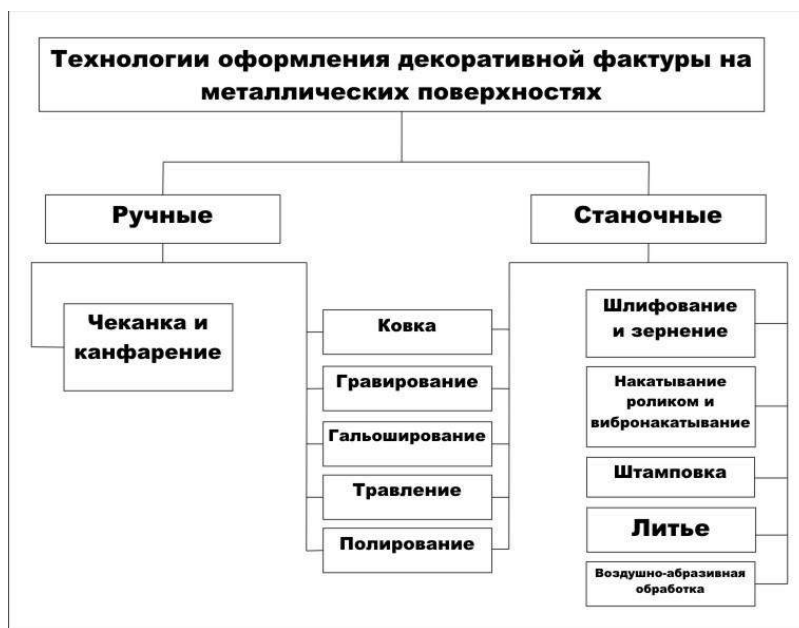 Технологии оформления декоративной фактуры на
металлических поверхностях
Ручные
Станочные
Чеканка и
канфарение
Ковка
Гравирование
Гальоширование
Травление
Полирование
Шлифование
и зернение
Накатывание
роликом и
вибронакатывание
Штамповка
Литье
Воздушно-абразивная
обработка